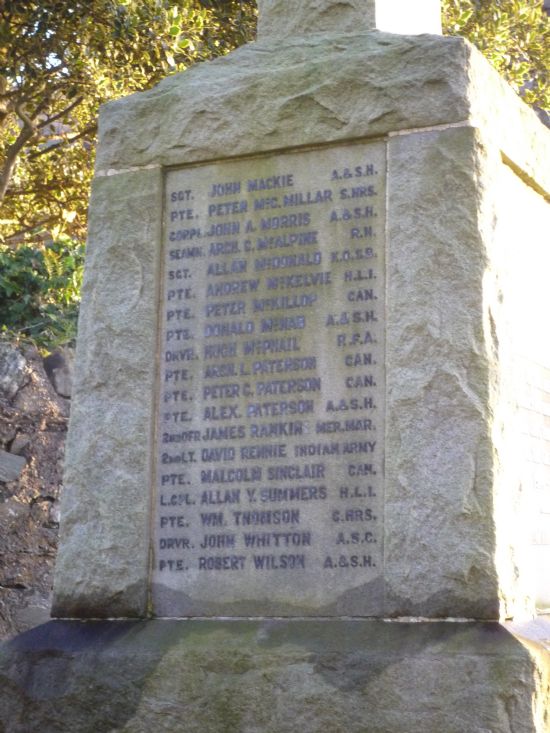 SGT. JOHN MACKIE A.&S.H.
PTE. PETER MCC. MILLAR S.HRS.
CORPL. JOHN A. MORRIS A.&S.H.
SEAMN. ARCH. C. MCALPINE R.N.
SGT. ALLAN MCDONALD K.O.S.B.
PTE. ANDREW MCKELVIE H.L.I.
PTE. PETER MCKILLOP CAN.
PTE. DONALD MCNAB A.&S.H.
DRVR. HUGH MCPHAIL R.F.A.
PTE. ARCH. L. PATERSON CAN.
PTE. PETER C. PATERSON CAN.
PTE. ALEX. PATERSON A.&S.H.
2ND OFR JAMES RANKIN MER.MAR.
2ND LT. DAVID RENNIE INDIAN ARMY
PTE. MALCOLM SINCLAIR CAN.
L.CPL. ALLAN Y. SUMMERS H.L.I.
PTE. WM. THOMSON C.HRS.
DRVR. JOHN WHITTON A.S.C.
PTE. ROBERT WILSON A.&S.H.